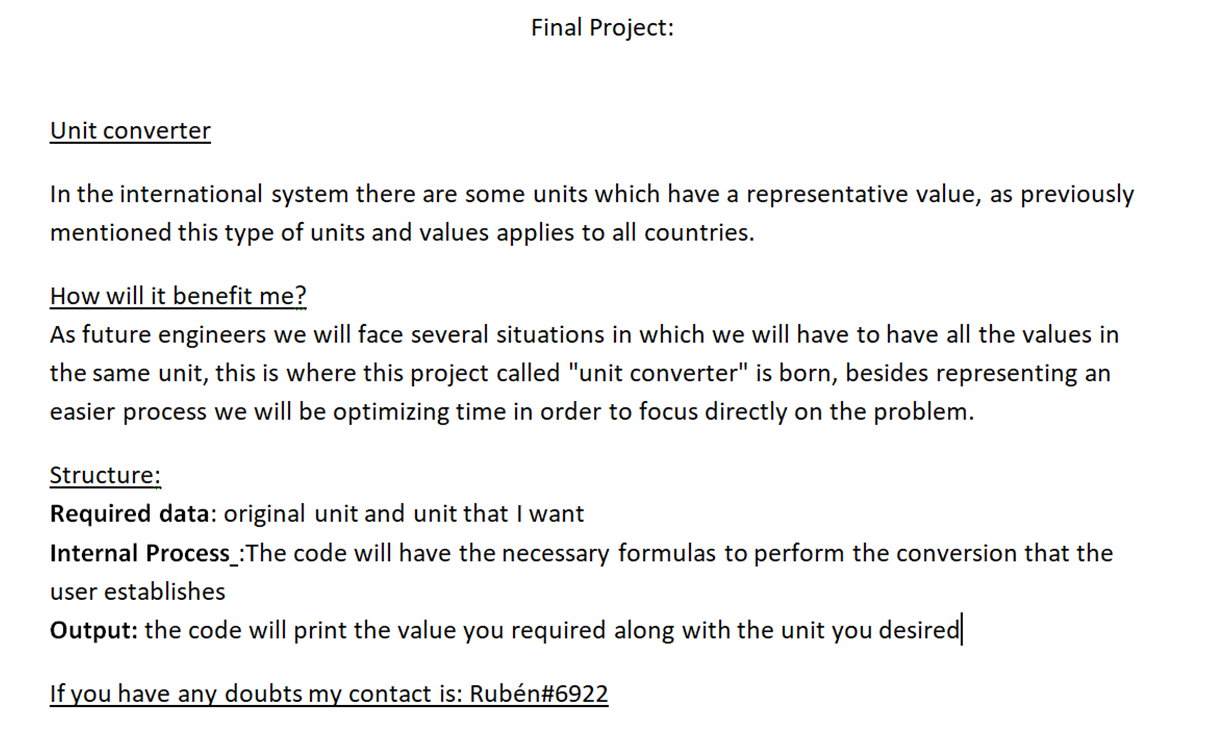 Final Project:
Unit converter
In the international system there are some units which have a representative value, as previously
mentioned this type of units and values applies to all countries.
How will it benefit me?
As future engineers we will face several situations in which we will have to have all the values in
the same unit, this is where this project called "unit converter" is born, besides representing an
easier process we will be optimizing time in order to focus directly on the problem.
Structure:
Required data: original unit and unit that I want
Internal Process_:The code will have the necessary formulas to perform the conversion that the
user establishes
Output: the code will print the value you required along with the unit you desired
If you have any doubts my contact is: Rubén#6922